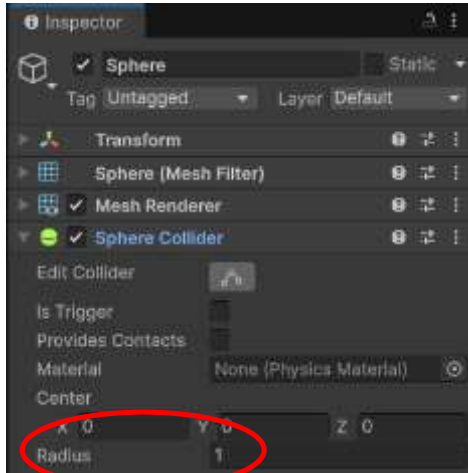 Inspector
Sphere Static
Tag Untagged Layer Default
Transform
Sphere (Mesh Filter)
Mesh Renderer
Sphere Collider
Edit Collider
Is Trigger
Provides Contacts
Material None (Physics Material)
Center
X 0 Y 0 Z 0
Radius 1